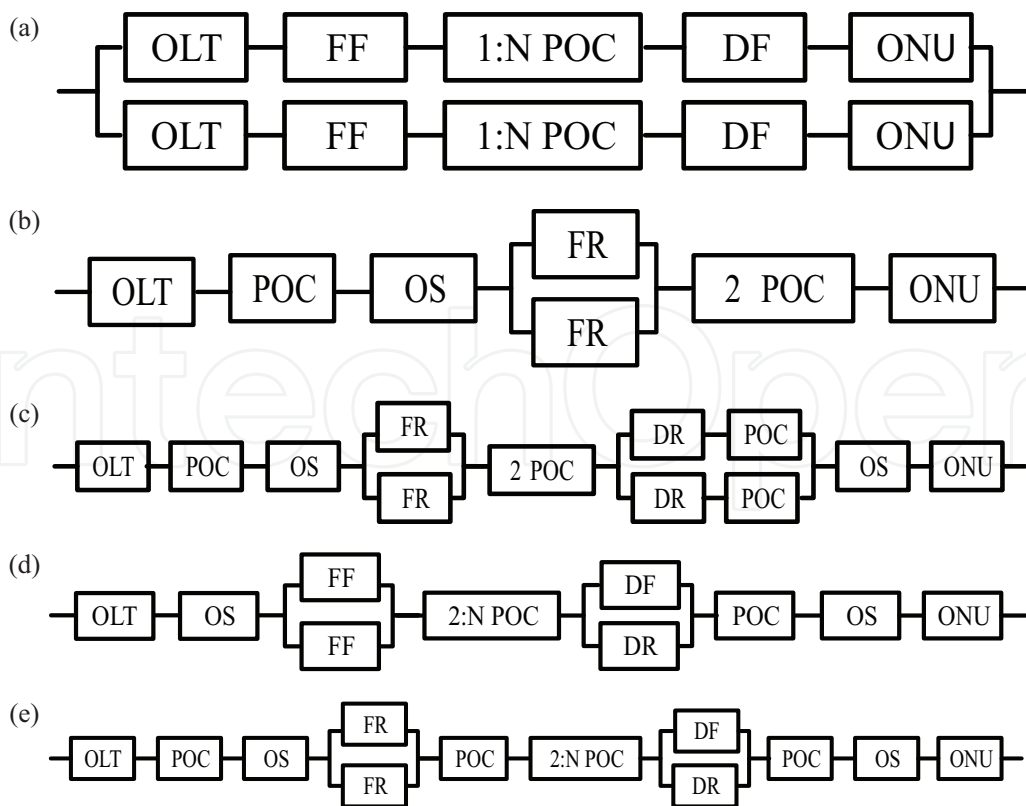 (a)
OLT FF 1:N POC DF ONU
OLT FF 1:N POC DF ONU
(b)
FR
OLT POC OS 2 POC ONU
FR
(c)
FR DR POC
OLT POC OS 2 POC OS ONU
FR DR POC
(d)
FF DF
OLT OS 2:N POC POC OS ONU
FF DR
(e)
FR DF
OLT POC OS POC 2:N POC POC OS ONU
FR DR
ntechOpen